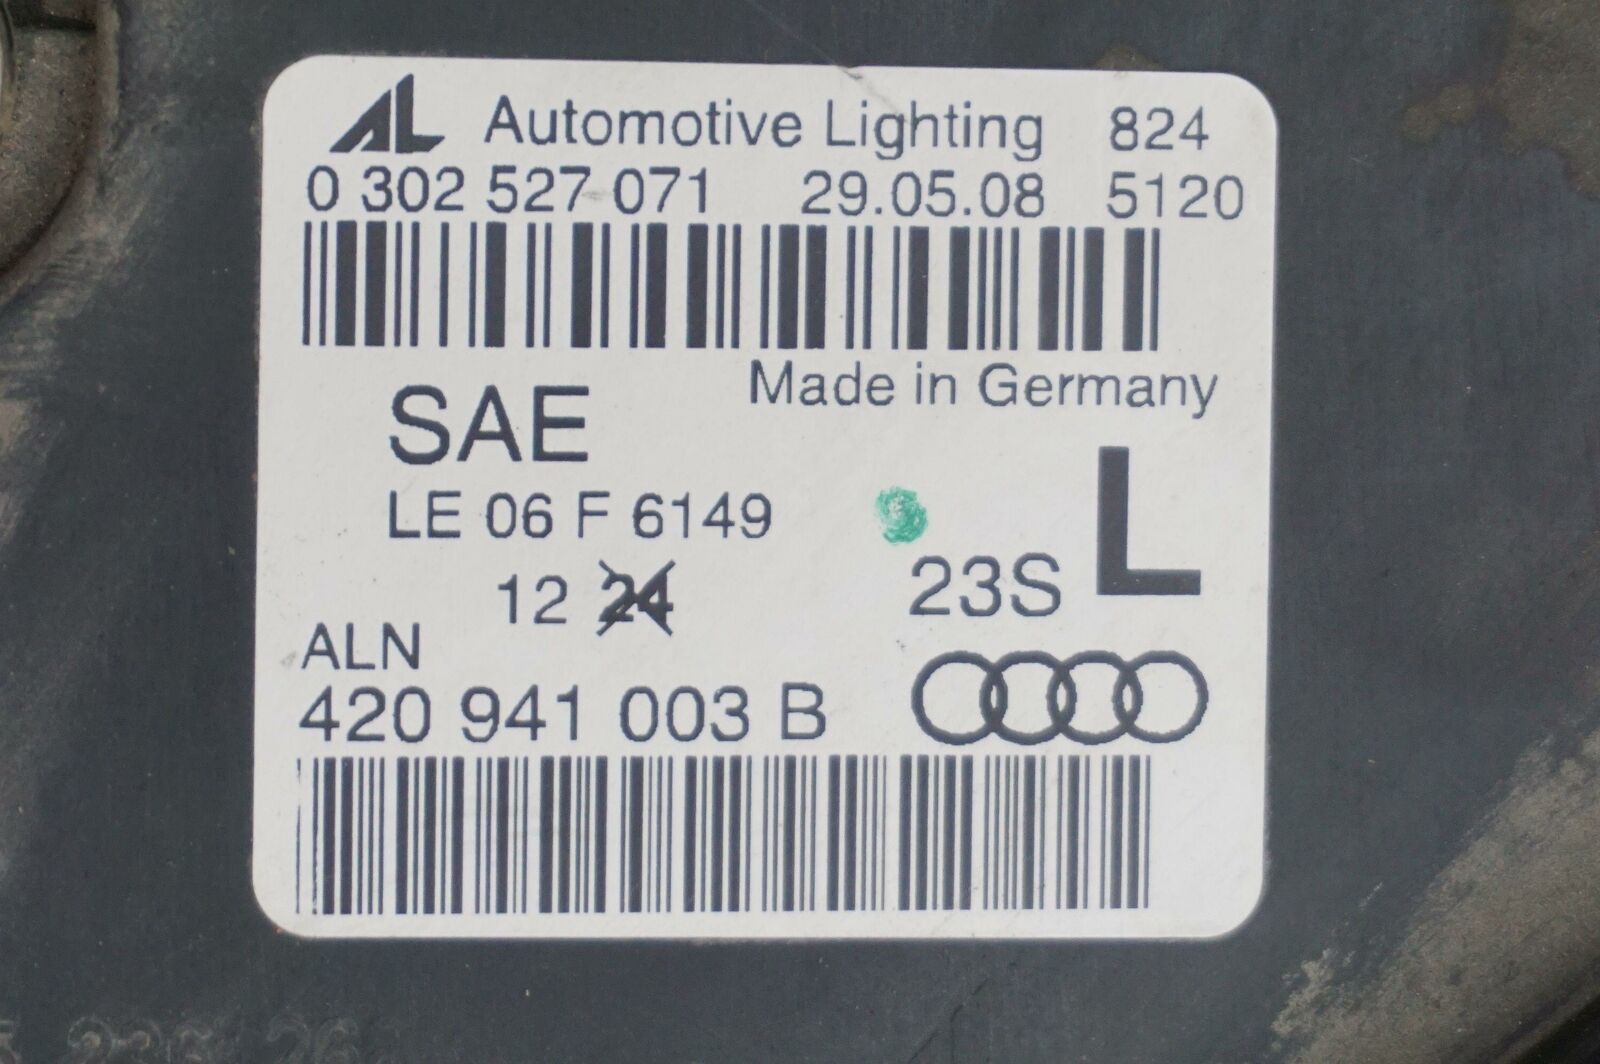 AL Automotive Lighting 824
0 302 527 071 29.05.08 5120
Made in Germany
SAE
L
LE 06 F 6149
23S
12 24
ALN
420 941 003 B